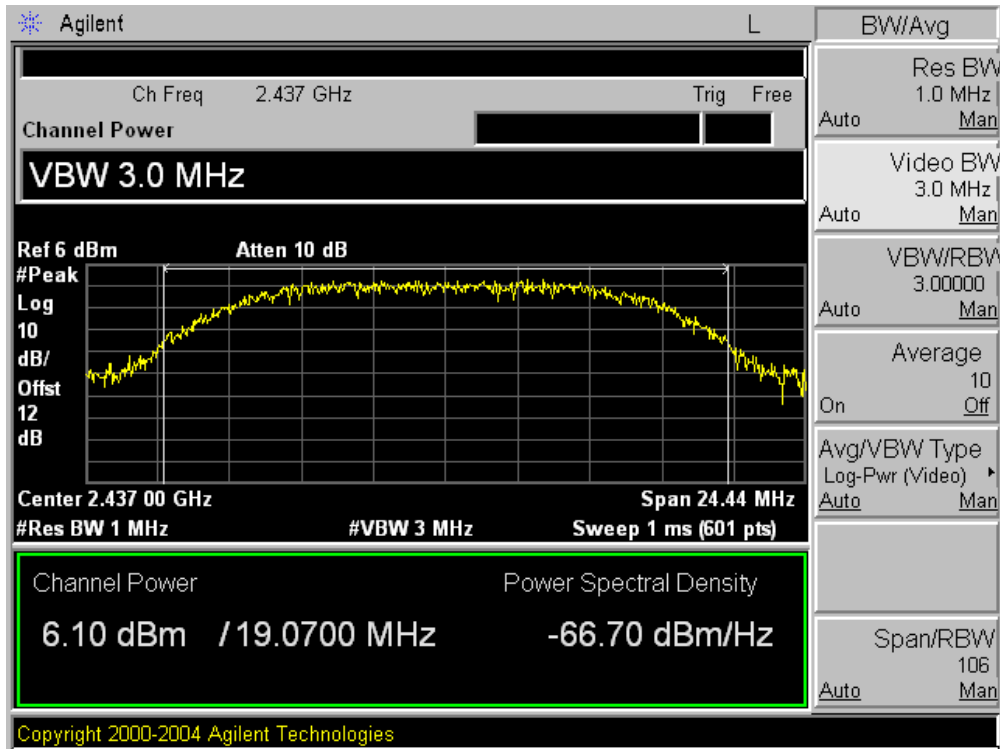 Agilent L
Ch Freq 2.437 GHz Trig Free
Channel Power
VBW 3.0 MHz
Ref 6 dBm Atten 10 dB
#Peak
Log
10
dB/
Offst
12
dB
Center 2.437 00 GHz Span 24.44 MHz
#Res BW 1 MHz #VBW 3 MHz Sweep 1 ms (601 pts)
Channel Power Power Spectral Density
6.10 dBm / 19.0700 MHz -66.70 dBm/Hz
Copyright 2000-2004 Agilent Technologies
BW/Avg
Res BW
1.0 MHz
Auto Man
Video BW
3.0 MHz
Auto Man
VBW/RBW
3.00000
Auto Man
Average
10
On Off
Avg/VBW Type
Log-Pwr (Video)
Auto Man
Span/RBW
106
Auto Man